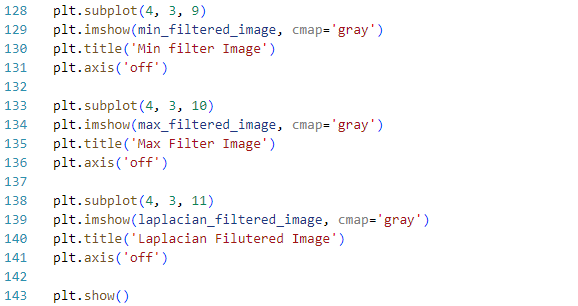 128 plt.subplot(4, 3, 9)
129 plt.imshow(min_filtered_image, cmap='gray')
130 plt.title('Min filter Image')
131 plt.axis('off')
132
133 plt.subplot(4, 3, 10)
134 plt.imshow(max_filtered_image, cmap='gray')
135 plt.title('Max Filter Image')
136 plt.axis('off')
137
138 plt.subplot(4, 3, 11)
139 plt.imshow(laplacian_filtered_image, cmap='gray')
140 plt.title('Laplacian Filutered Image')
141 plt.axis('off')
142
143 plt.show()